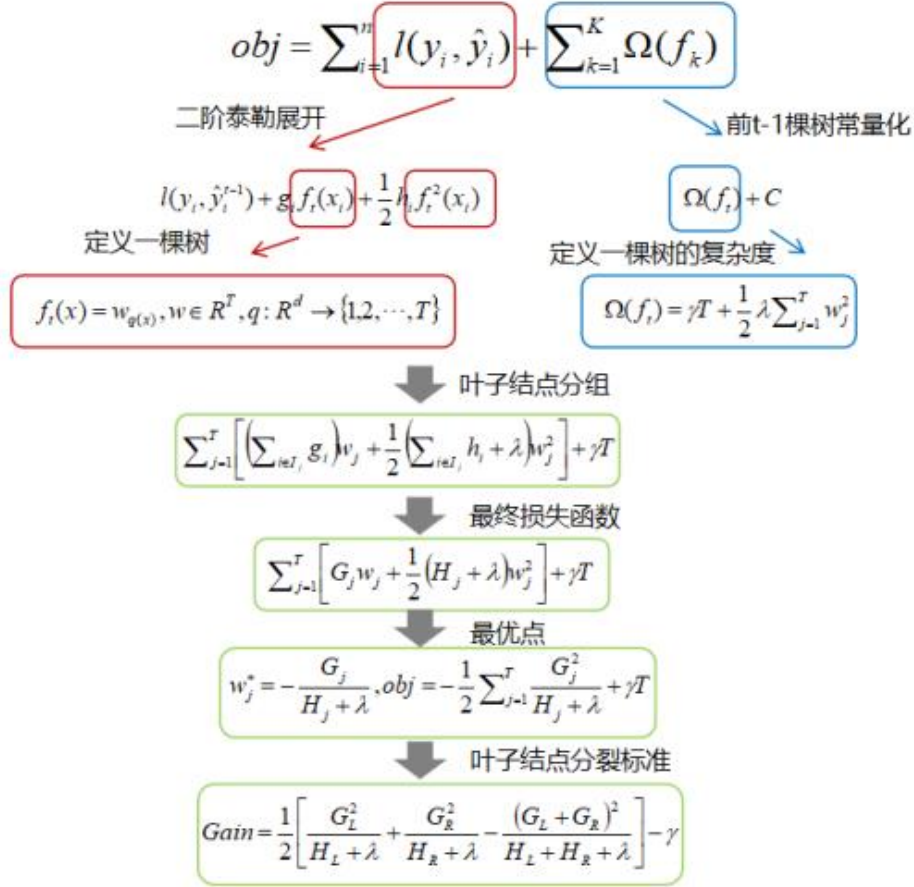 obj = ∑_{i=1}^{n} l(y_i, ŷ_i) + ∑_{k=1}^{K} Ω(f_k)
二阶泰勒展开
前t-1棵树常量化
l(y_i, ŷ_i^{t-1}) + g_i f_t(x_i) + 1/2 h_i f_t^2(x_i)
Ω(f_t) + C
定义一棵树
定义一棵树的复杂度
f_t(x) = w_{q(x)}, w ∈ R^T, q: R^d → {1,2,⋯,T}
Ω(f_t) = γT + 1/2 λ ∑_{j=1}^{T} w_j^2
叶子结点分组
∑_{j=1}^{T} [(∑_{i∈I_j} g_i) w_j + 1/2 (∑_{i∈I_j} h_i + λ) w_j^2] + γT
最终损失函数
∑_{j=1}^{T} [G_j w_j + 1/2 (H_j + λ) w_j^2] + γT
最优点
w_j^* = - G_j / (H_j + λ), obj = - 1/2 ∑_{j=1}^{T} G_j^2 / (H_j + λ) + γT
叶子结点分裂标准
Gain = 1/2 [G_L^2 / (H_L + λ) + G_R^2 / (H_R + λ) - (G_L + G_R)^2 / (H_L + H_R + λ)] - γ